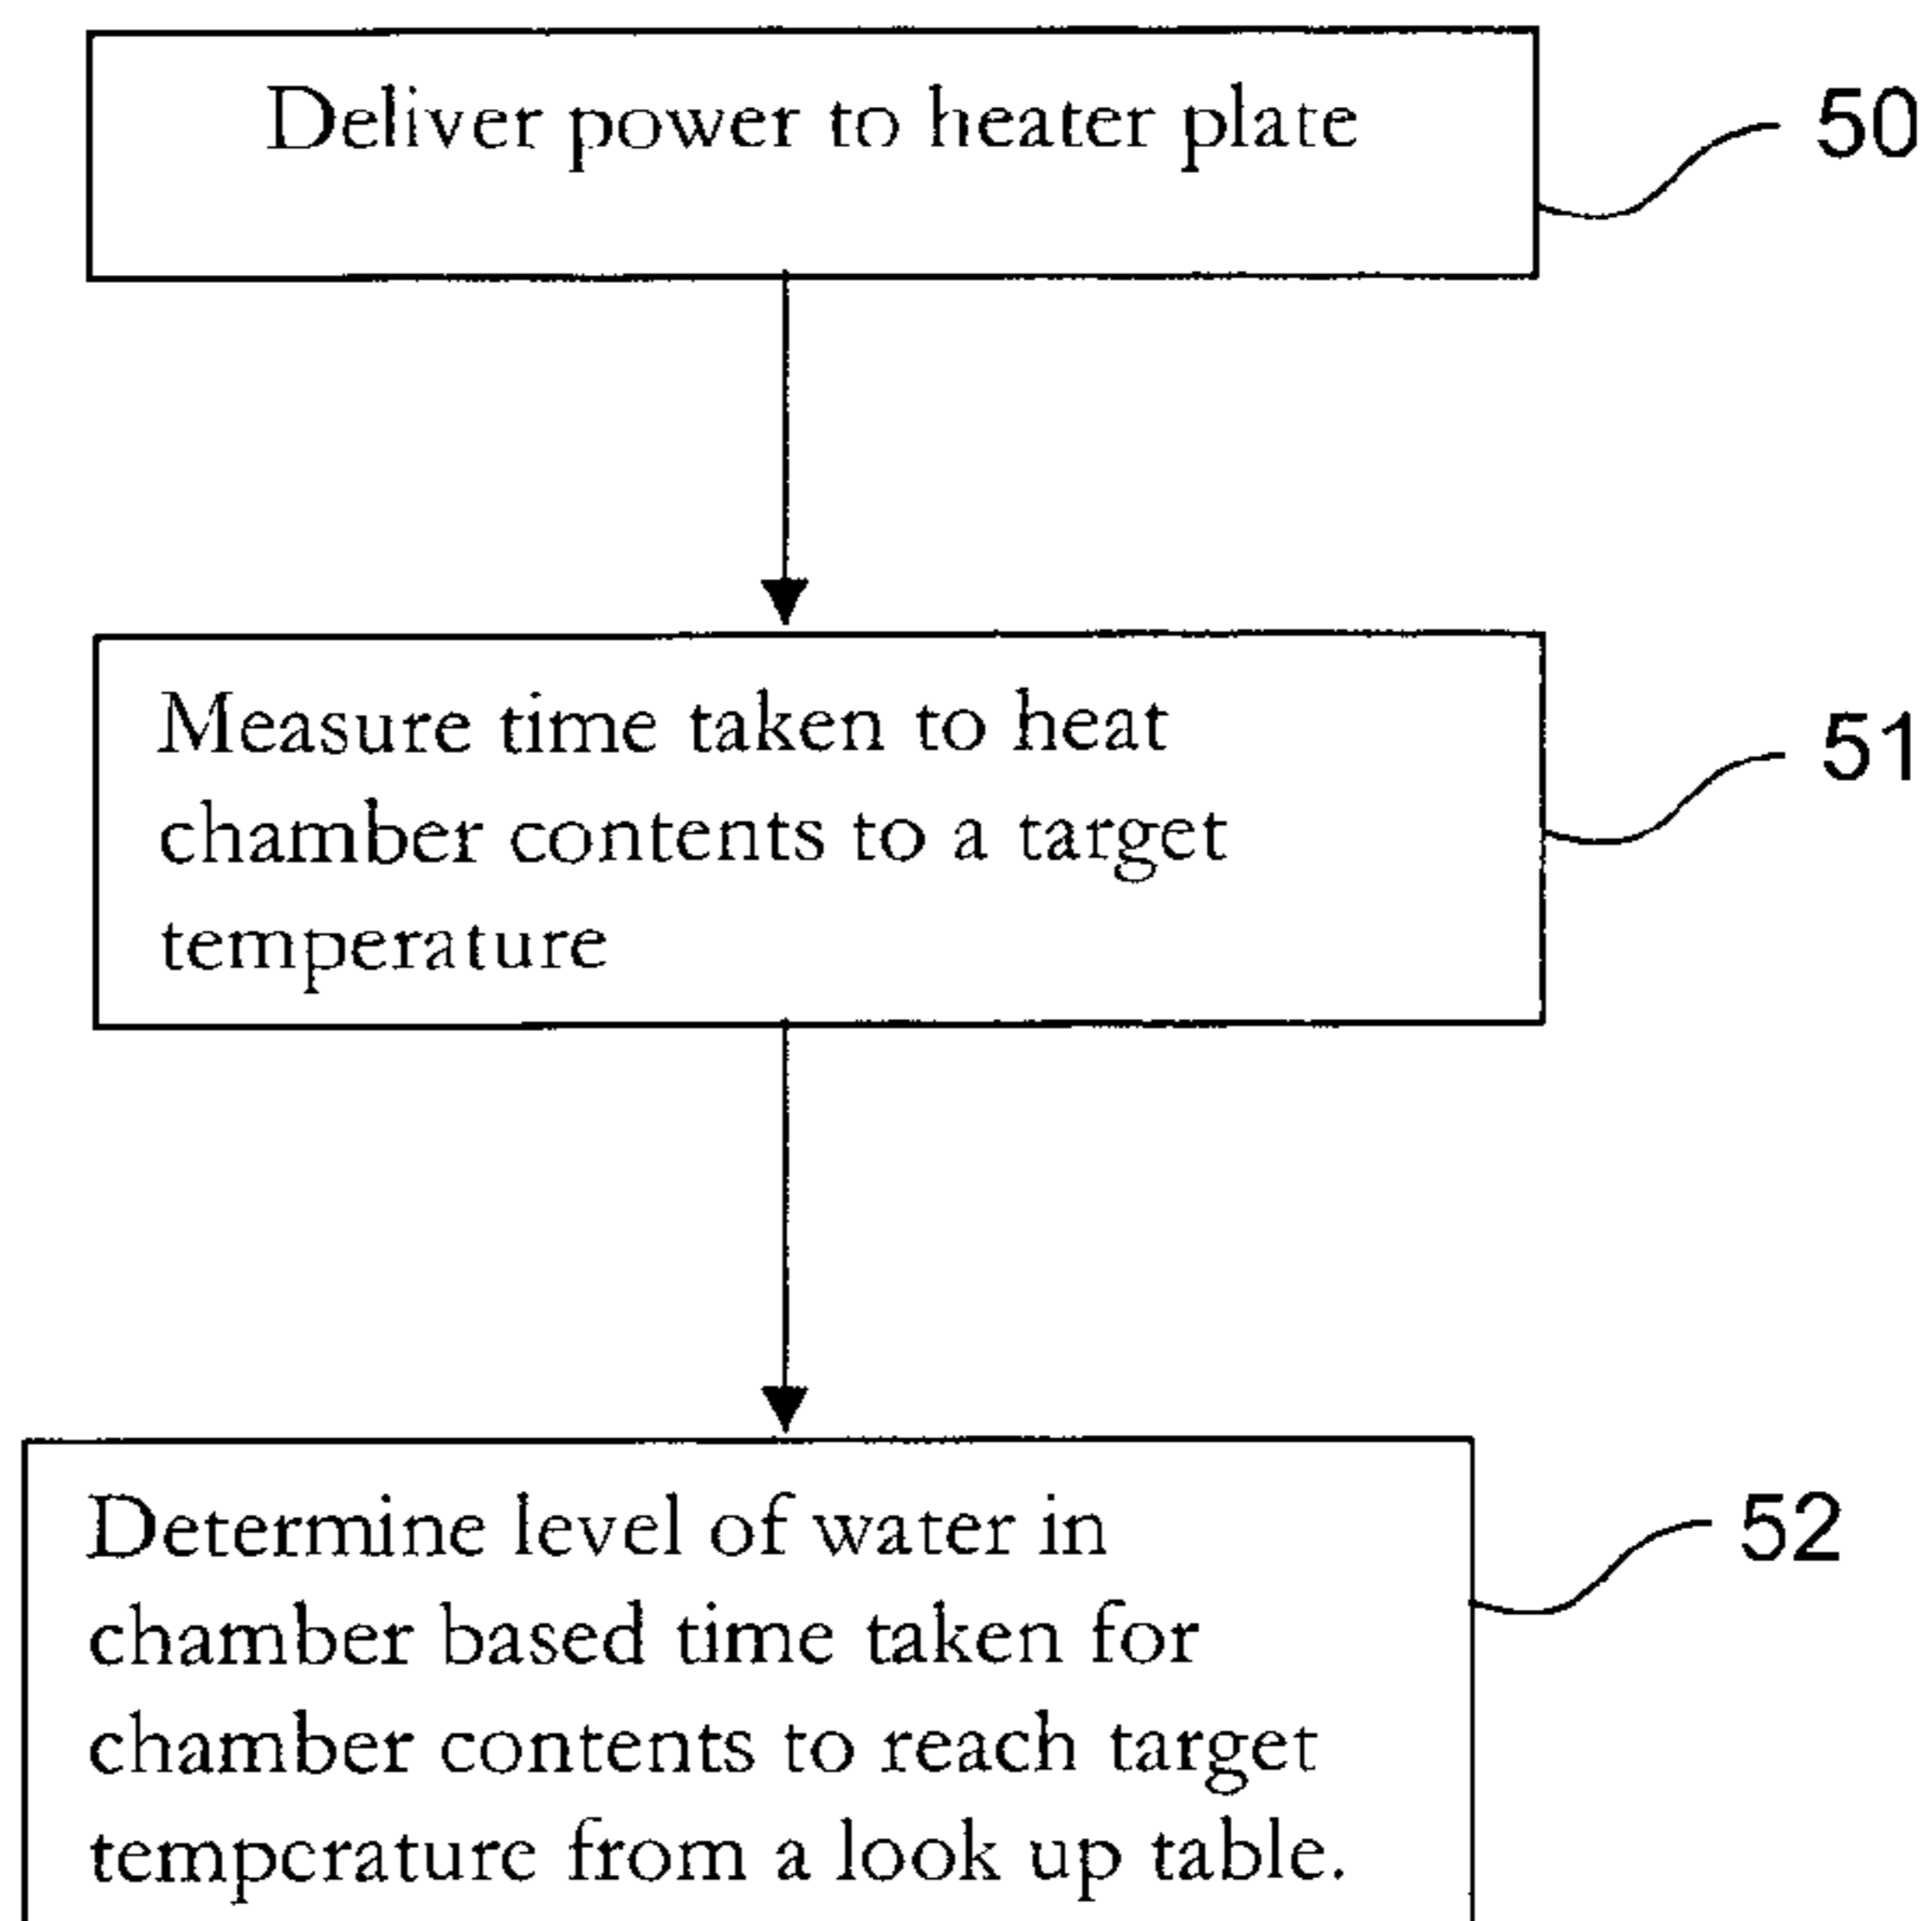 Deliver power to heater plate
50
Measure time taken to heat
chamber contents to a target
temperature
51
Determine level of water in
chamber based time taken for
chamber contents to reach target
temperature from a look up table.
52